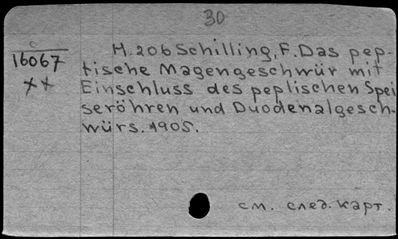 30
c
16067
××
H.206 Schilling, F. Das pep-
tische Magengeschwür mit
Einschluss des peplischen Spei
seröhren und Duodenalgesch-
würs. 1905.
см. след. карт.